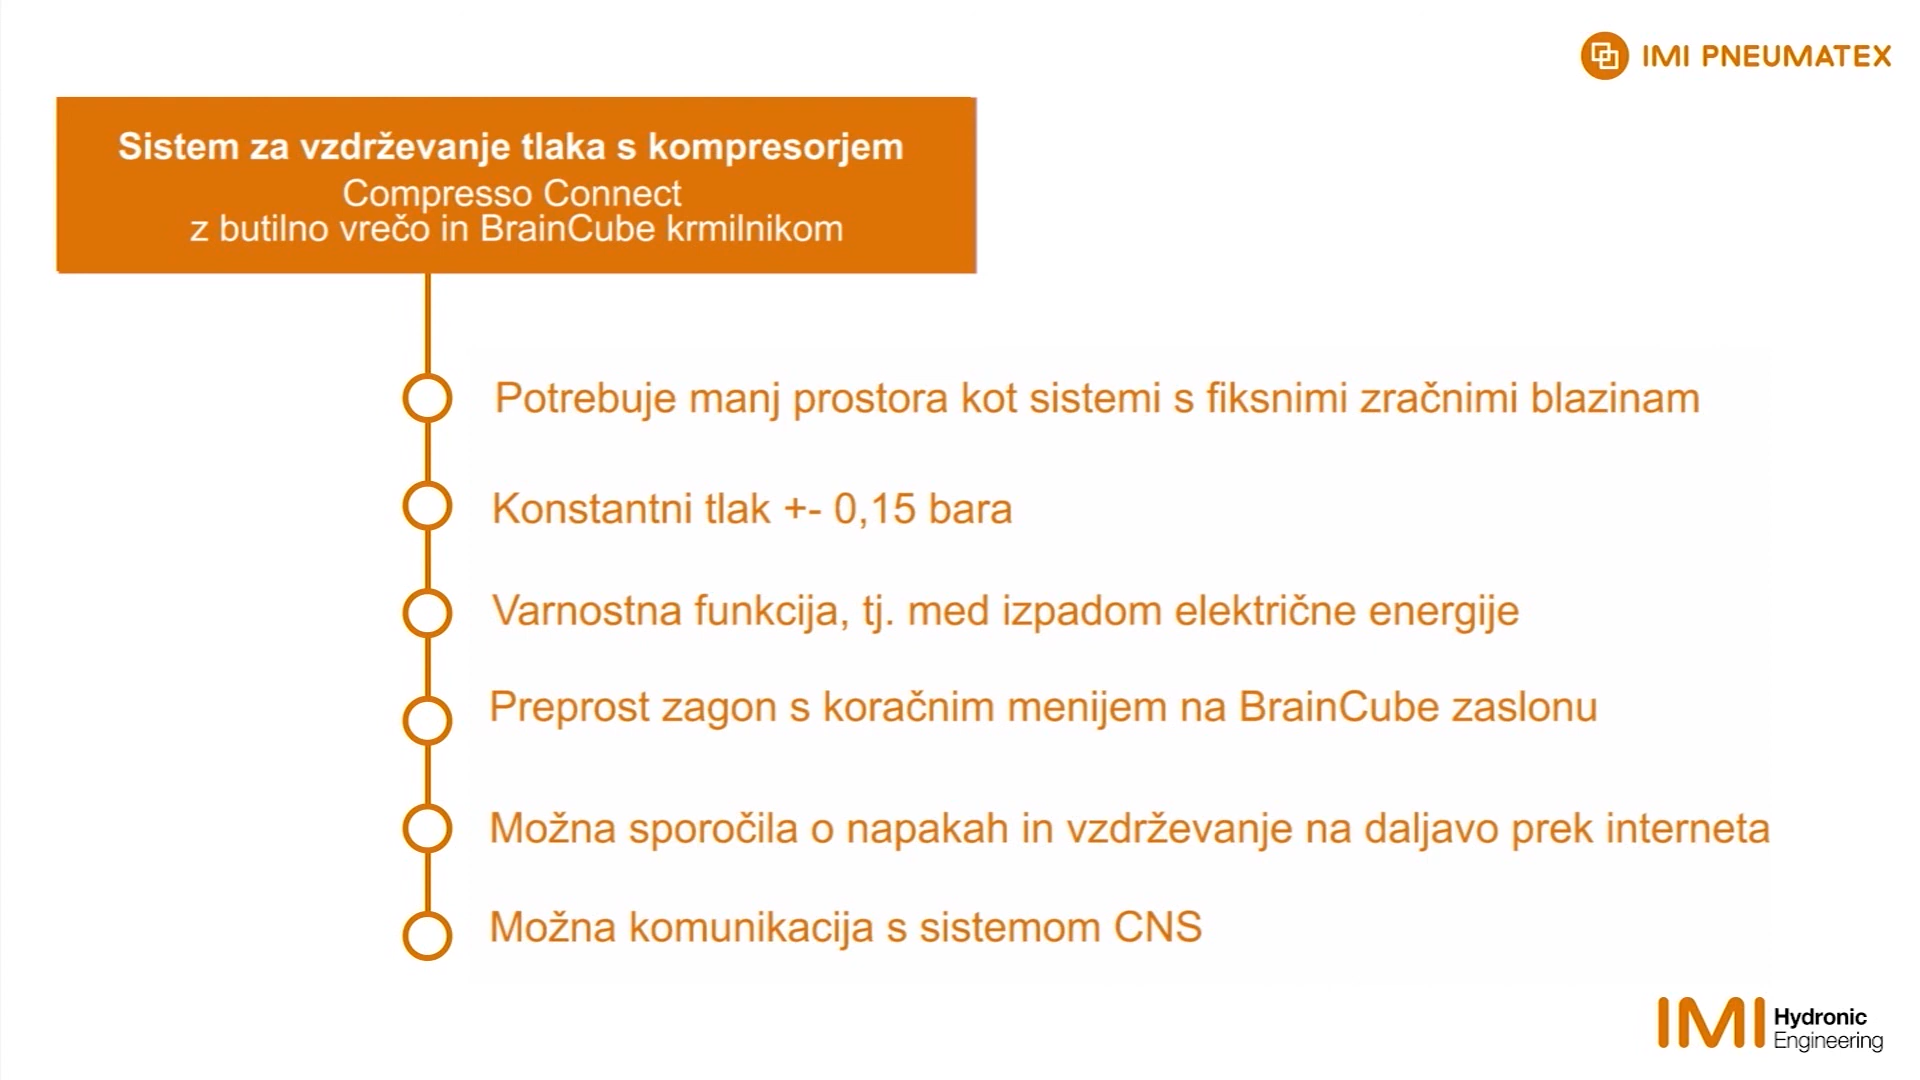 IMI PNEUMATEX
Sistem za vzdrževanje tlaka s kompresorjem
Compresso Connect
z butilno vrečo in BrainCube krmilnikom
Potrebuje manj prostora kot sistemi s fiksnimi zračnimi blazinam
Konstantni tlak +- 0,15 bara
Varnostna funkcija, tj. med izpadom električne energije
Preprost zagon s koračnim menijem na BrainCube zaslonu
Možna sporočila o napakah in vzdrževanje na daljavo prek interneta
Možna komunikacija s sistemom CNS
IMI Hydronic
Engineering